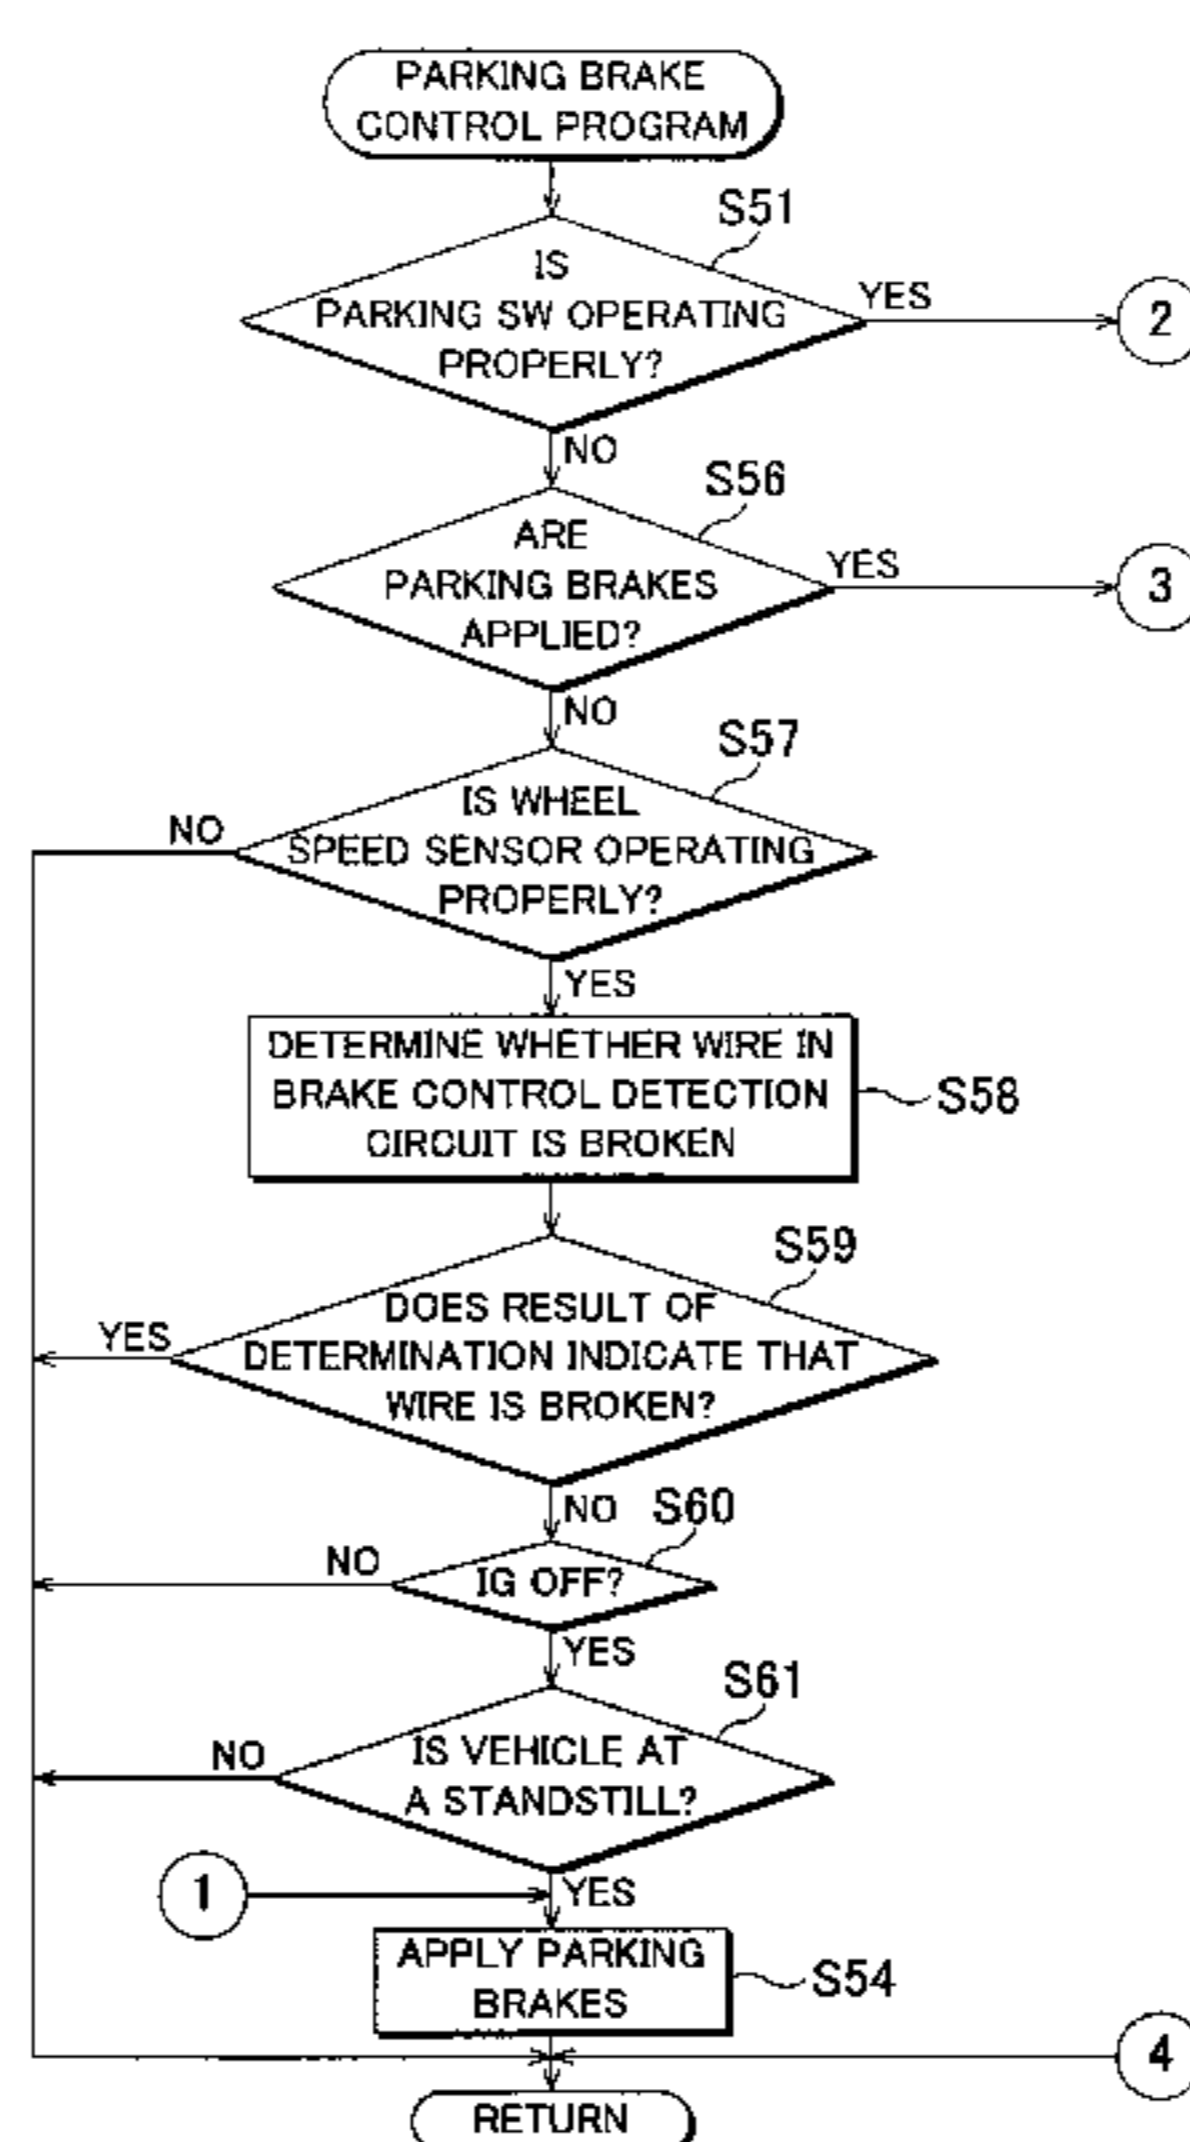 PARKING BRAKE
CONTROL PROGRAM
S51
IS
PARKING SW OPERATING
PROPERLY?
YES
2
NO
S56
ARE
PARKING BRAKES
APPLIED?
YES
3
NO
S57
IS WHEEL
SPEED SENSOR OPERATING
PROPERLY?
NO
YES
DETERMINE WHETHER WIRE IN
BRAKE CONTROL DETECTION
CIRCUIT IS BROKEN
S58
S59
DOES RESULT OF
DETERMINATION INDICATE THAT
WIRE IS BROKEN?
YES
NO
S60
IG OFF?
NO
YES
S61
IS VEHICLE AT
A STANDSTILL?
NO
1
YES
APPLY PARKING
BRAKES
S54
4
RETURN